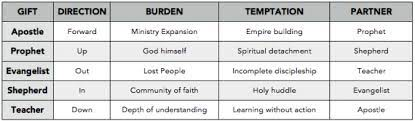 GIFT DIRECTION BURDEN TEMPTATION PARTNER
Apostle Forward Ministry Expansion Empire building Prophet
Prophet Up God himself Spiritual detachment Shepherd
Evangelist Out Lost People Incomplete discipleship Teacher
Shepherd In Community of faith Holy huddle Evangelist
Teacher Down Depth of understanding Learning without action Apostle